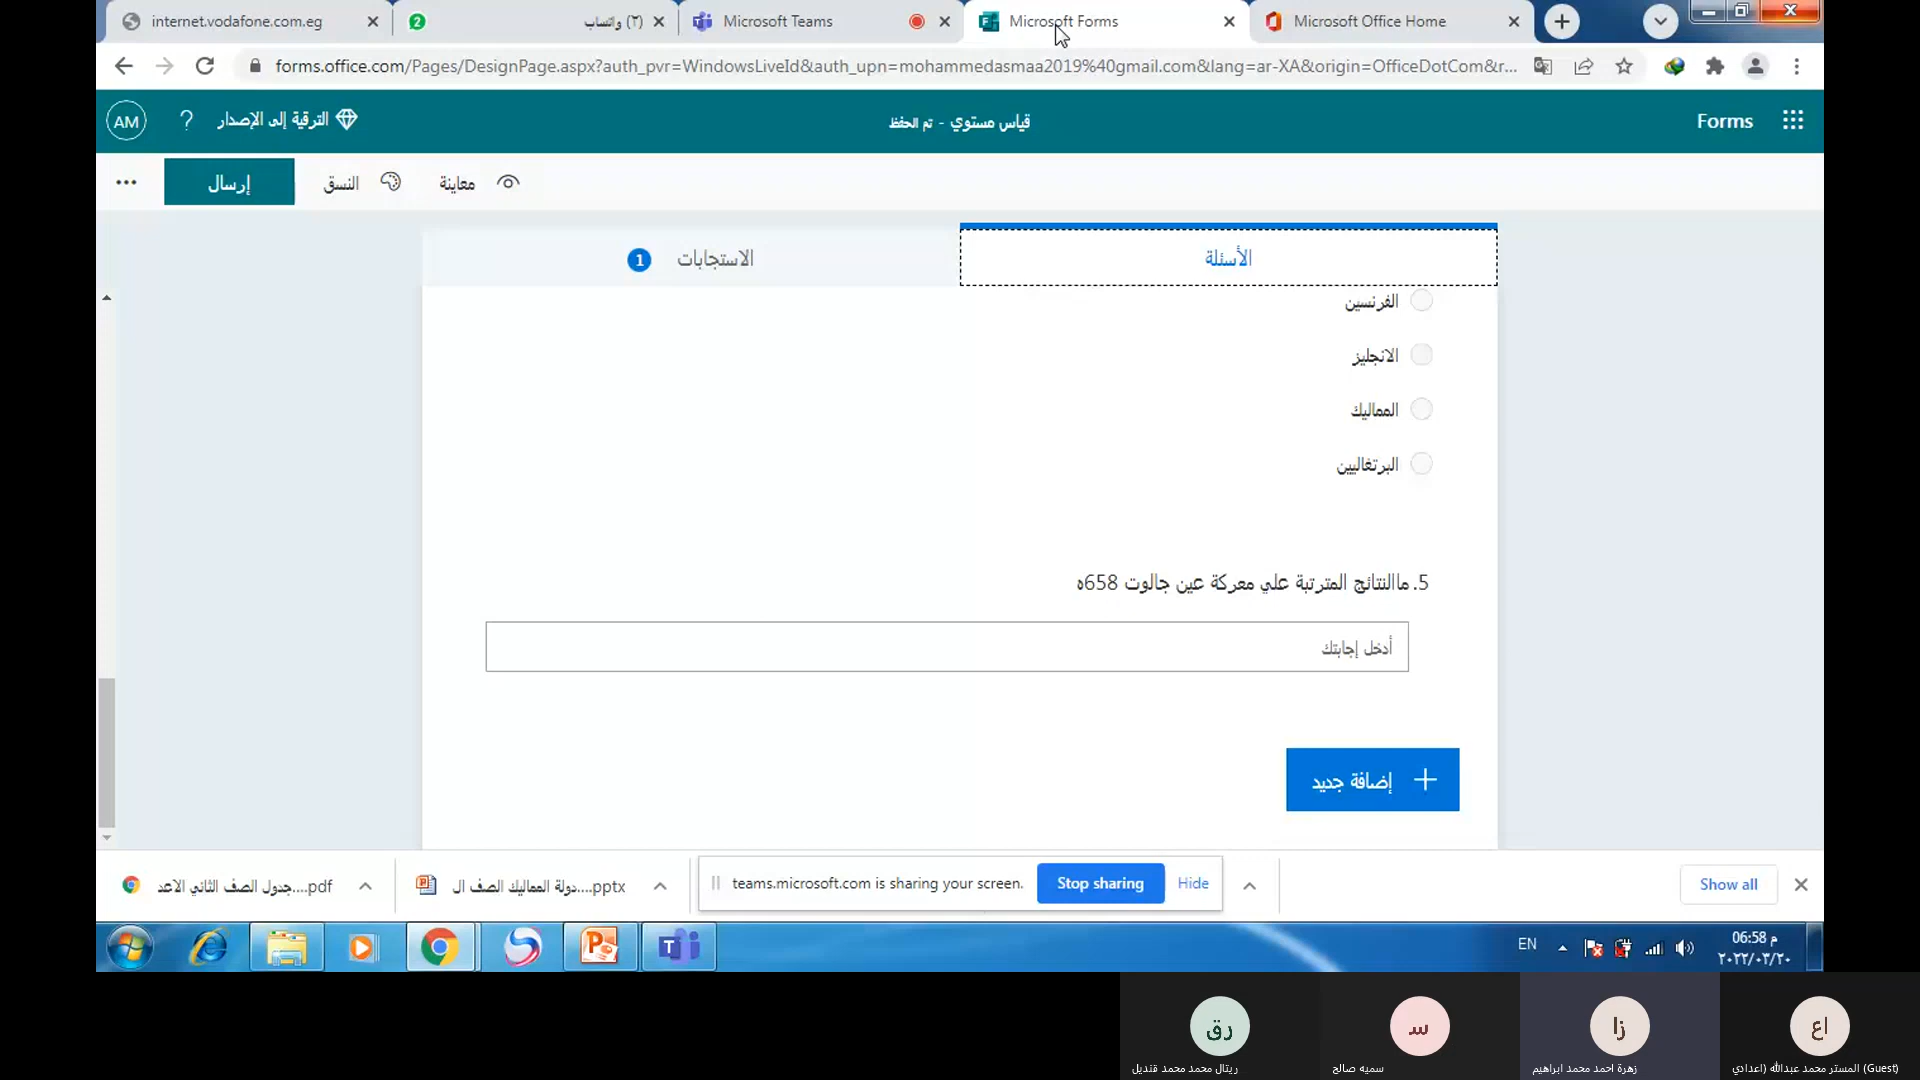 internet.vodafone.com.eg
2
(٢) واتساب
Microsoft Teams
Microsoft Forms
Microsoft Office Home
forms.office.com/Pages/DesignPage.aspx?auth_pvr=WindowsLiveId&auth_upn=mohammedasmaa2019%40gmail.com&lang=ar-XA&origin=OfficeDotCom&r...
Forms
قياس مستوي - تم الحفظ
الترقية إلى الإصدار
?
AM
معاينة
النسق
إرسال
...
الأسئلة
الاستجابات
1
الفرنسين
الانجليز
المماليك
البرتغاليين
5. ماالنتائج المترتبة علي معركة عين جالوت 658ه
أدخل إجابتك
إضافة جديد
جدول الصف الثاني الاعد....pdf
دولة المماليك الصف ال....pptx
teams.microsoft.com is sharing your screen.
Stop sharing
Hide
Show all
EN
06:58 م
٢٠٢٢/٠٣/٢٠
رق
ريتال محمد محمد قنديل
س
سميه صالح
زا
زهرة احمد محمد ابراهيم
اع
المستر محمد عبدالله (اعدادي (Guest)